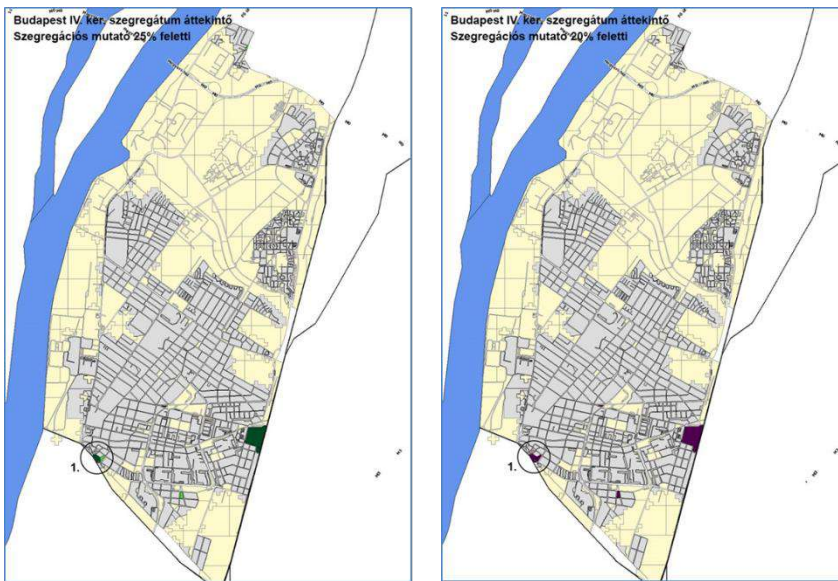 Budapest IV. ker. szegregátum áttekintő
Szegregációs mutató 25% feletti
1.
Budapest IV. ker. szegregátum áttekintő
Szegregációs mutató 20% feletti
1.